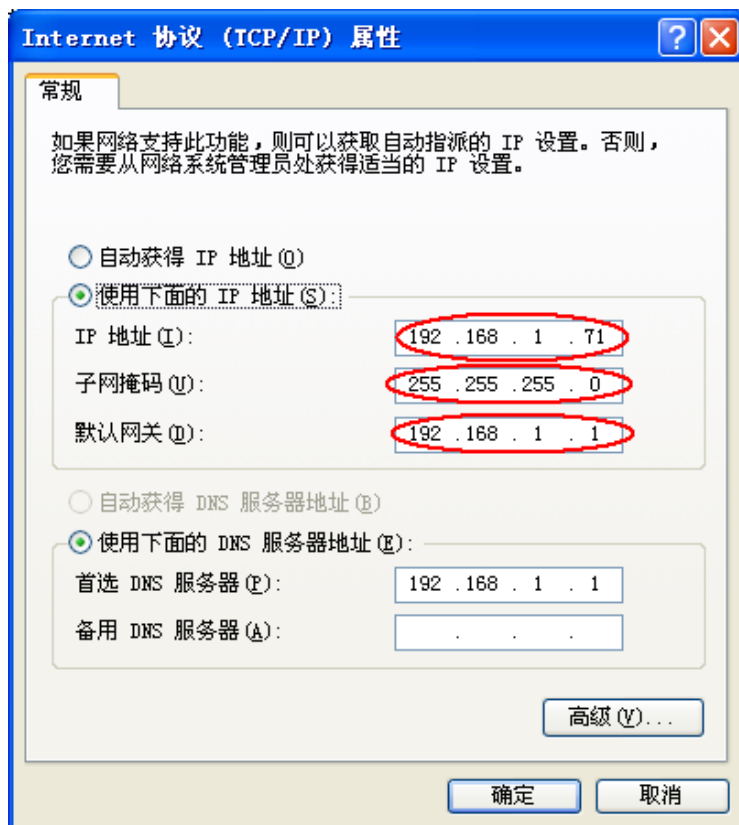 Internet 协议 (TCP/IP) 属性
常规
如果网络支持此功能，则可以获取自动指派的 IP 设置。否则，
您需要从网络系统管理员处获得适当的 IP 设置。
自动获得 IP 地址(O)
使用下面的 IP 地址(S):
IP 地址(I): 192 .168 . 1 . 71
子网掩码(U): 255 .255 .255 . 0
默认网关(D): 192 .168 . 1 . 1
自动获得 DNS 服务器地址(B)
使用下面的 DNS 服务器地址(E):
首选 DNS 服务器(P): 192 .168 . 1 . 1
备用 DNS 服务器(A): . . .
高级(V)...
确定 取消